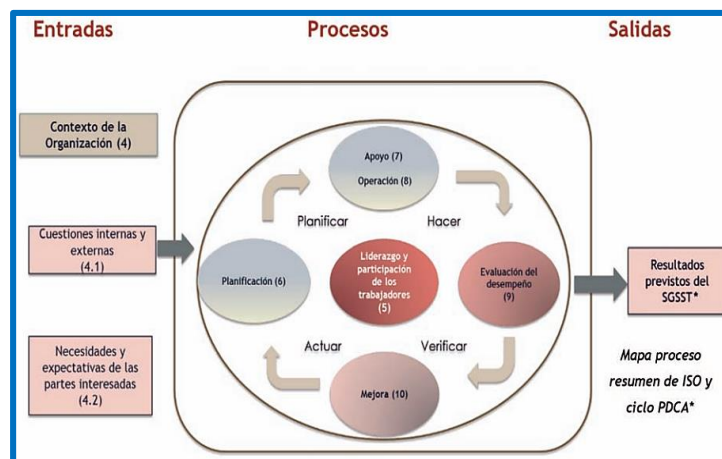 Entradas
Procesos
Salidas
Contexto de la
Organización (4)
Cuestiones internas y
externas
(4.1)
Necesidades y
expectativas de las
partes interesadas
(4.2)
Apoyo (7)
Operación (8)
Planificar
Hacer
Planificación (6)
Liderazgo y
participación
de los
trabajadores
(5)
Evaluación del
desempeño
(9)
Actuar
Verificar
Mejora (10)
Resultados
previstos del
SGSST*
Mapa proceso
resumen de ISO y
ciclo PDCA*